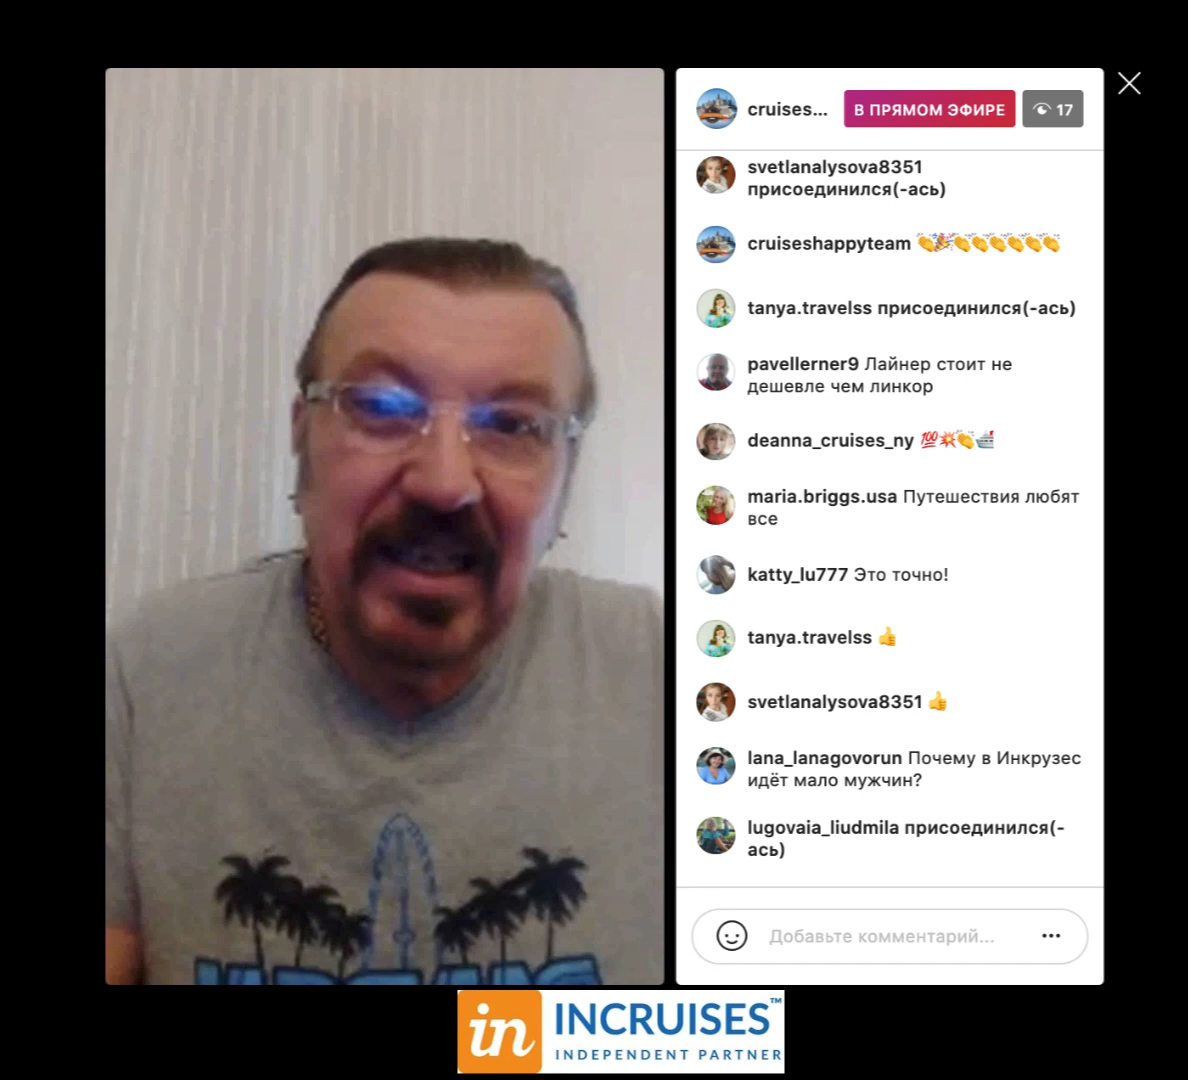 cruises...
В ПРЯМОМ ЭФИРЕ
17
svetlanalysova8351
присоединился(-ась)
cruiseshappyteam
tanya.travelss присоединился(-ась)
pavellerner9 Лайнер стоит не
дешевле чем линкор
deanna_cruises_ny 💯💥👏🚢
maria.briggs.usa Путешествия любят
все
katty_lu777 Это точно!
tanya.travelss 👍
svetlanalysova8351 👍
lana_lanagovorun Почему в Инкрузес
идёт мало мужчин?
lugovaia_liudmila присоединился(-
ась)
Добавьте комментарий...
in INCRUISES™
INDEPENDENT PARTNER